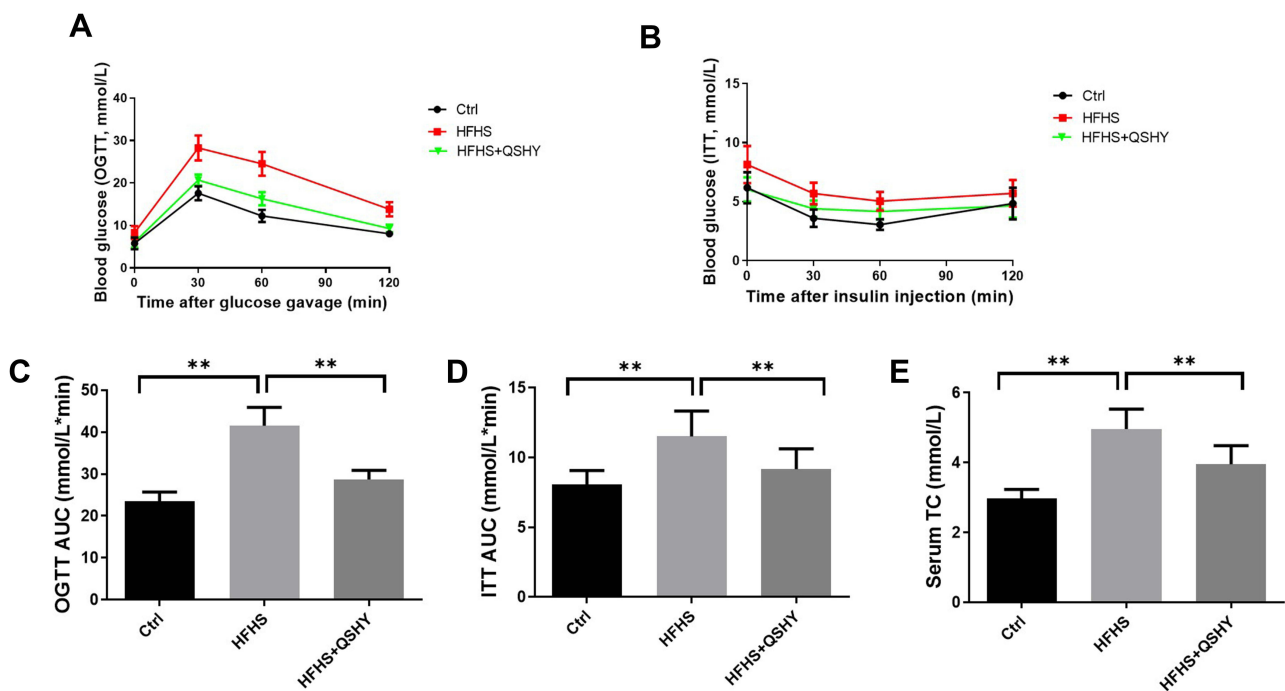 A
Blood glucose (OGTT, mmol/L)
40
30
20
10
0
0 30 60 90 120
Time after glucose gavage (min)
Ctrl
HFHS
HFHS+QSHY
B
Blood glucose (ITT, mmol/L)
15
10
5
0
0 30 60 90 120
Time after insulin injection (min)
Ctrl
HFHS
HFHS+QSHY
C
OGTT AUC (mmol/L*min)
50
40
30
20
10
0
** **
Ctrl
HFHS
HFHS+QSHY
D
ITT AUC (mmol/L*min)
15
10
5
0
** **
Ctrl
HFHS
HFHS+QSHY
E
Serum TC (mmol/L)
6
4
2
0
** **
Ctrl
HFHS
HFHS+QSHY